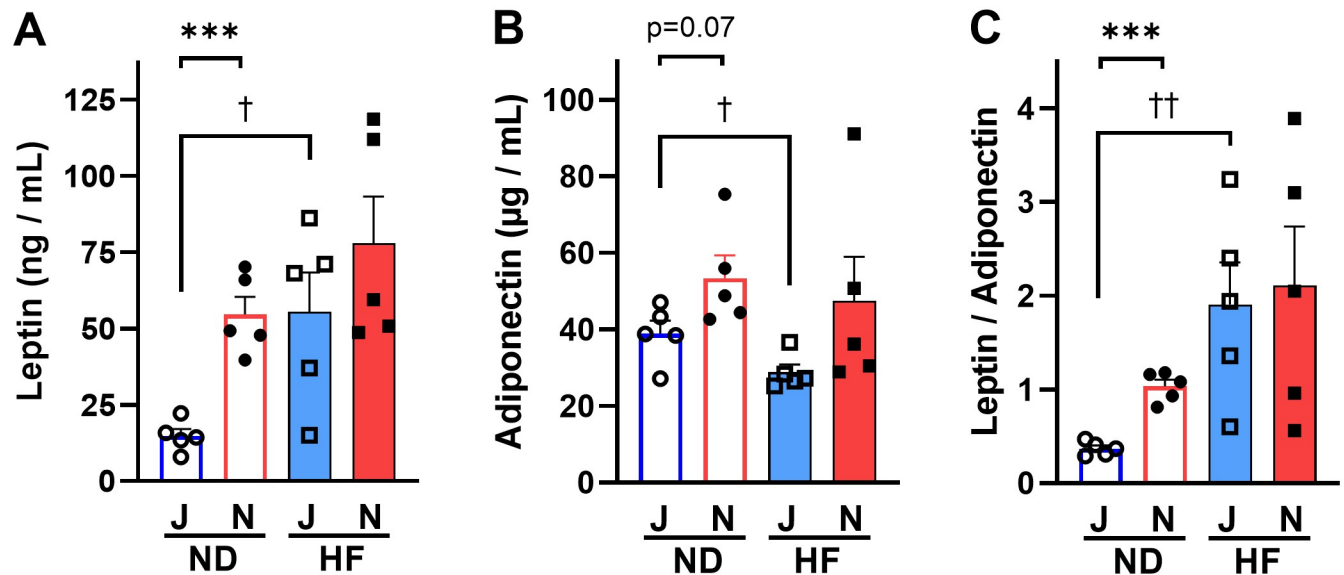 A
***
†
Leptin (ng / mL)
125
100
75
50
25
0
J N J N
ND HF
B
p=0.07
†
Adiponectin (μg / mL)
100
80
60
40
20
0
J N J N
ND HF
C
***
††
Leptin / Adiponectin
4
3
2
1
0
J N J N
ND HF